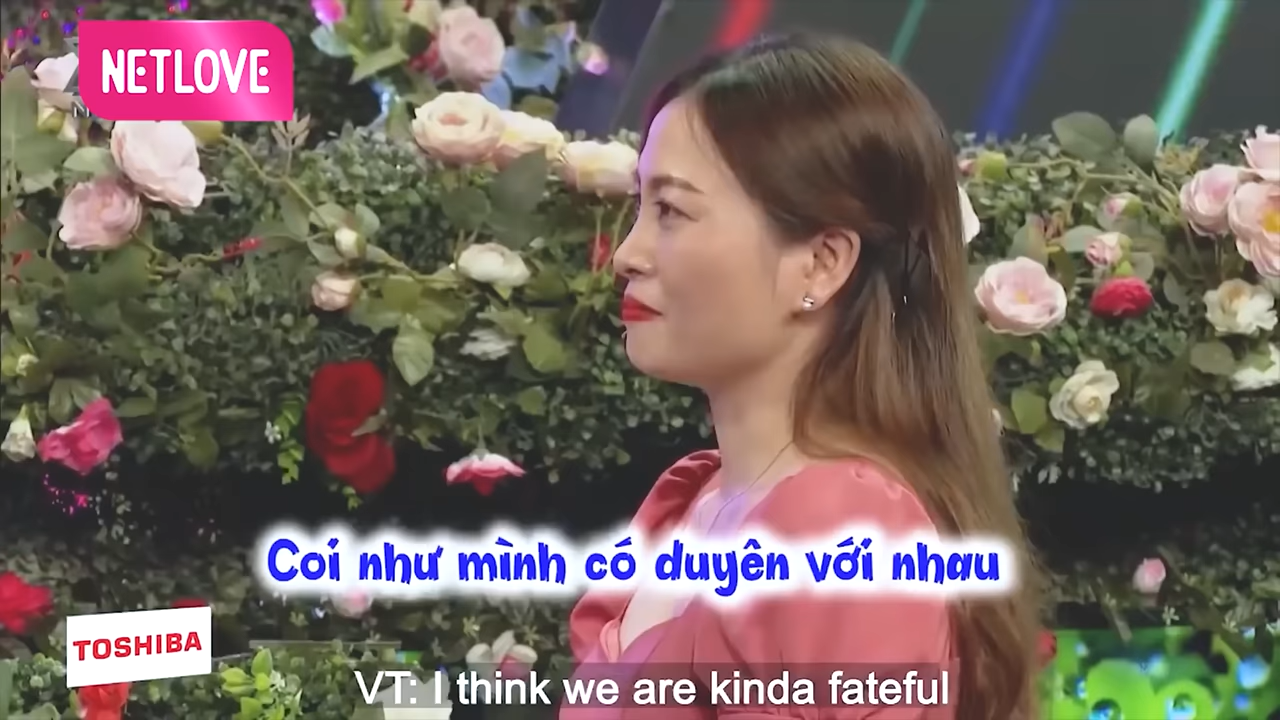 NETLOVE
Coi như mình có duyên với nhau
TOSHIBA
VT: I think we are kinda fateful